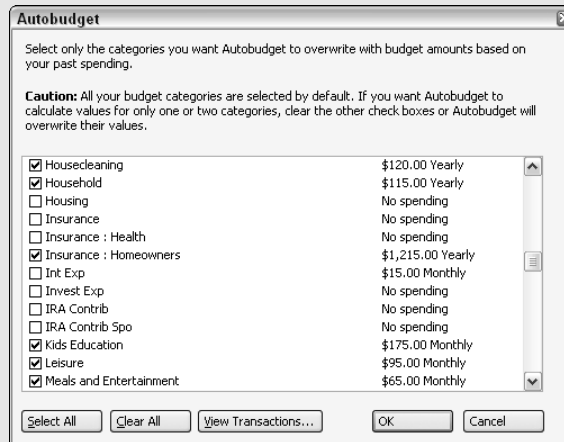 Autobudget
Select only the categories you want Autobudget to overwrite with budget amounts based on
your past spending.
Caution: All your budget categories are selected by default. If you want Autobudget to
calculate values for only one or two categories, clear the other check boxes or Autobudget will
overwrite their values.
Housecleaning $120.00 Yearly
Household $115.00 Yearly
Housing No spending
Insurance No spending
Insurance : Health No spending
Insurance : Homeowners $1,215.00 Yearly
Int Exp $15.00 Monthly
Invest Exp No spending
IRA Contrib No spending
IRA Contrib Spo No spending
Kids Education $175.00 Monthly
Leisure $95.00 Monthly
Meals and Entertainment $65.00 Monthly
Select All Clear All View Transactions... OK Cancel